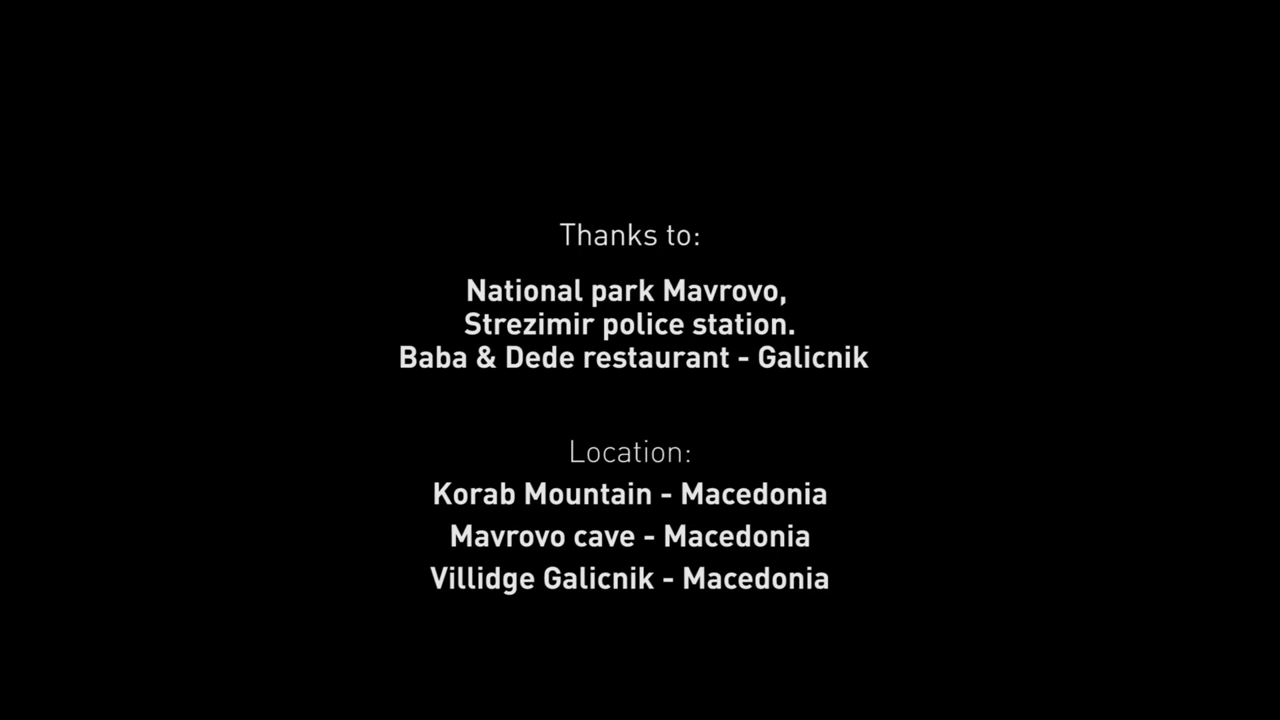 Thanks to:
National park Mavrovo,
Strezimir police station.
Baba & Dede restaurant - Galicnik
Location:
Korab Mountain - Macedonia
Mavrovo cave - Macedonia
Villidge Galicnik - Macedonia